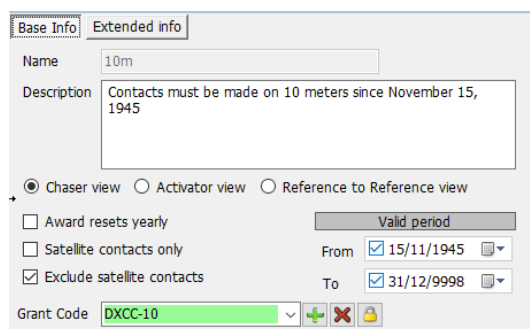 Base Info Extended info
Name 10m
Description Contacts must be made on 10 meters since November 15,
1945
Chaser view Activator view Reference to Reference view
Award resets yearly Valid period
Satellite contacts only From 15/11/1945
Exclude satellite contacts To 31/12/9998
Grant Code DXCC-10